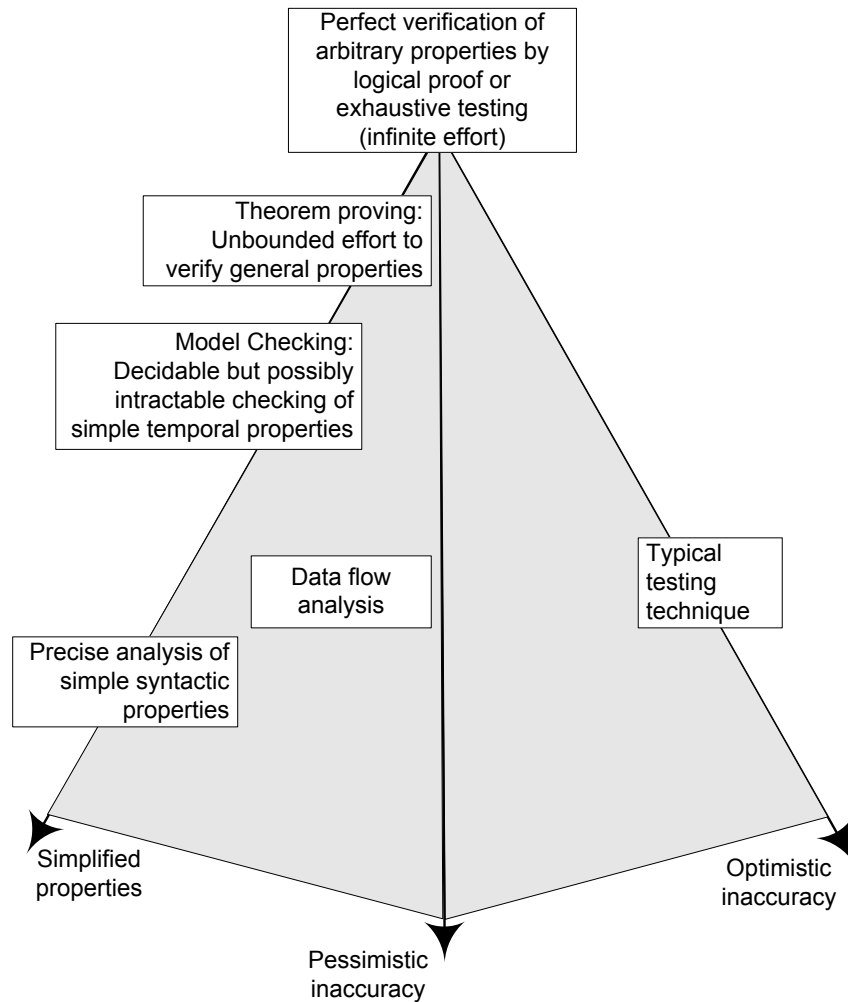 Perfect verification of
arbitrary properties by
logical proof or
exhaustive testing
(infinite effort)
Theorem proving:
Unbounded effort to
verify general properties
Model Checking:
Decidable but possibly
intractable checking of
simple temporal properties
Data flow
analysis
Typical
testing
technique
Precise analysis of
simple syntactic
properties
Simplified
properties
Optimistic
inaccuracy
Pessimistic
inaccuracy